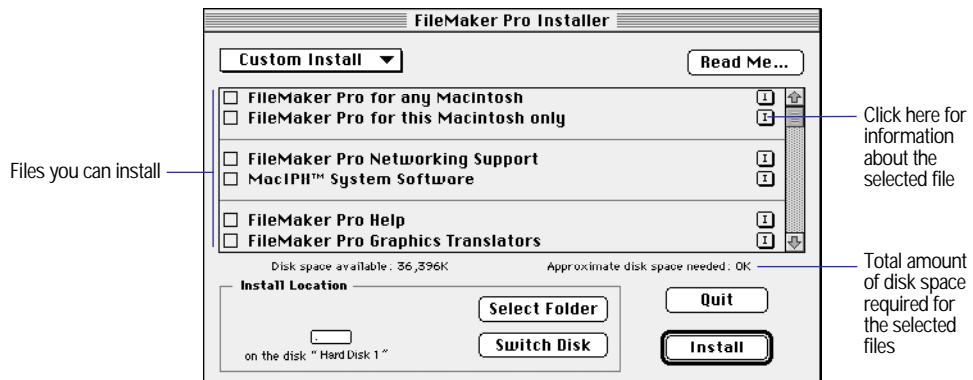 FileMaker Pro Installer
Custom Install
Read Me...
FileMaker Pro for any Macintosh
FileMaker Pro for this Macintosh only
FileMaker Pro Networking Support
MacIPX™ System Software
FileMaker Pro Help
FileMaker Pro Graphics Translators
Disk space available: 36,396K
Approximate disk space needed: 0K
Install Location
Select Folder
Switch Disk
on the disk "Hard Disk 1"
Quit
Install
Files you can install
Click here for
information
about the
selected file
Total amount
of disk space
required for
the selected
files